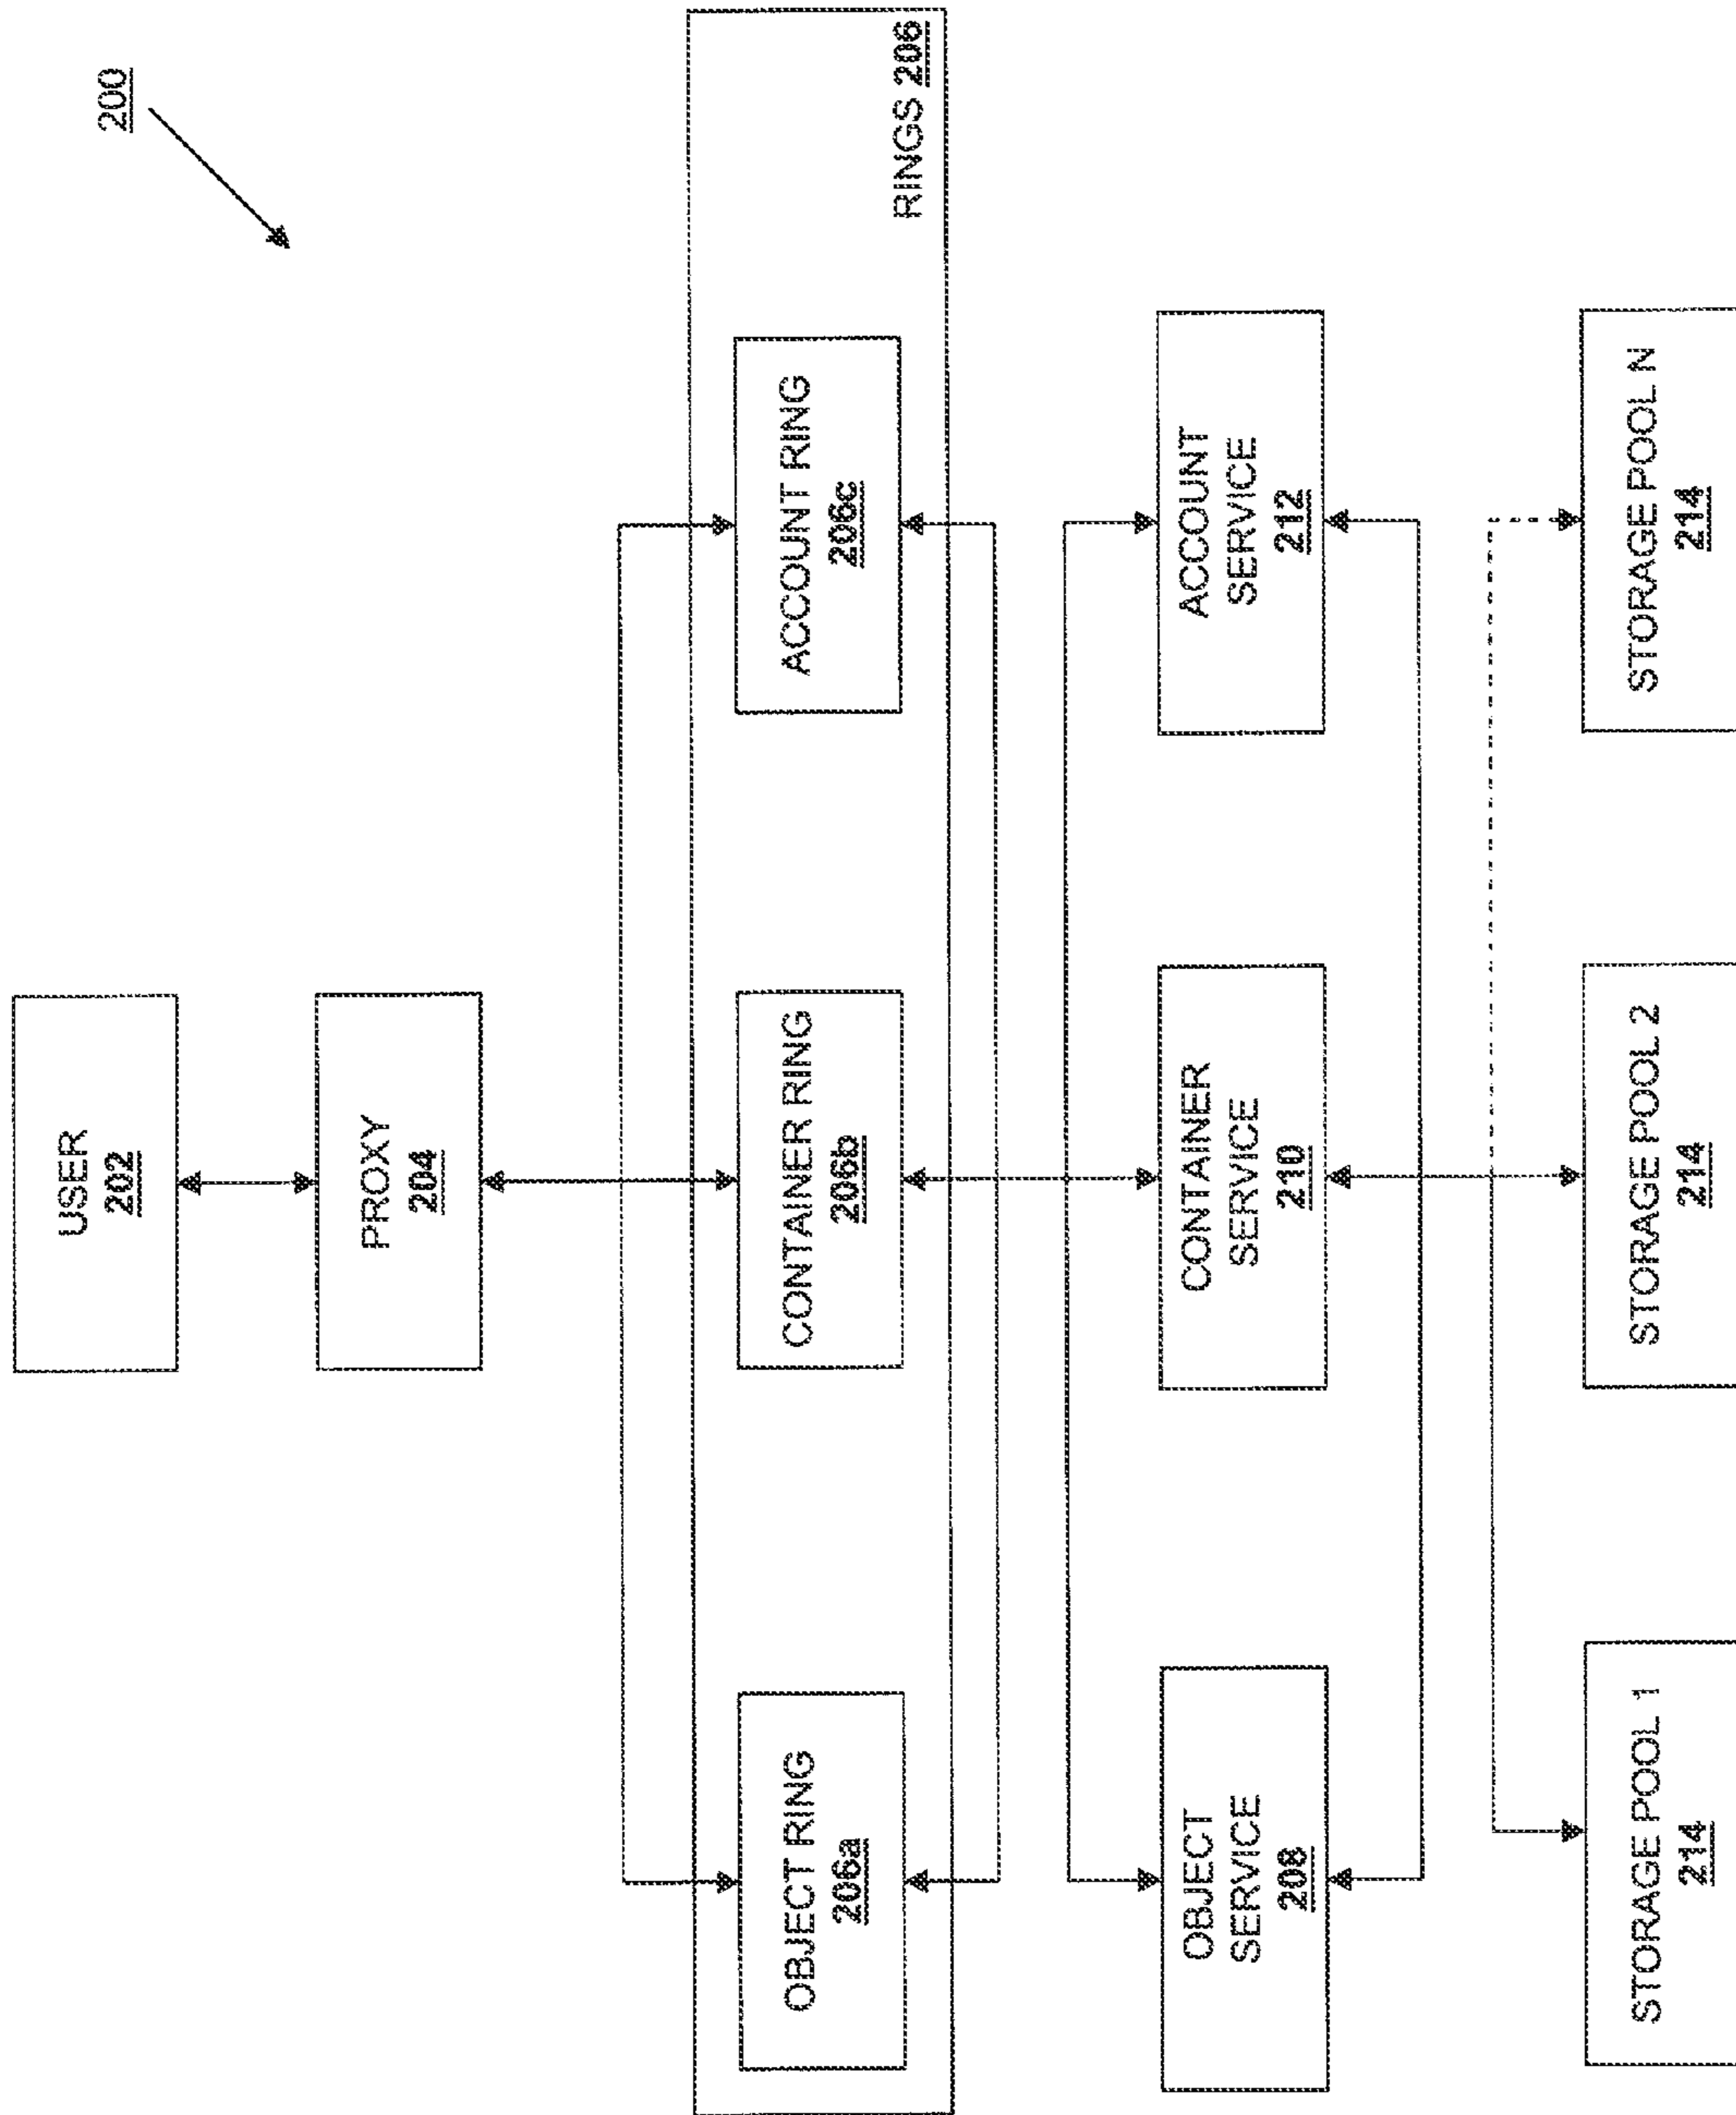 200
USER
202
PROXY
204
RINGS 206
OBJECT RING
206a
CONTAINER RING
206b
ACCOUNT RING
206c
OBJECT
SERVICE
208
CONTAINER
SERVICE
210
ACCOUNT
SERVICE
212
STORAGE POOL 1
214
STORAGE POOL 2
214
STORAGE POOL N
214